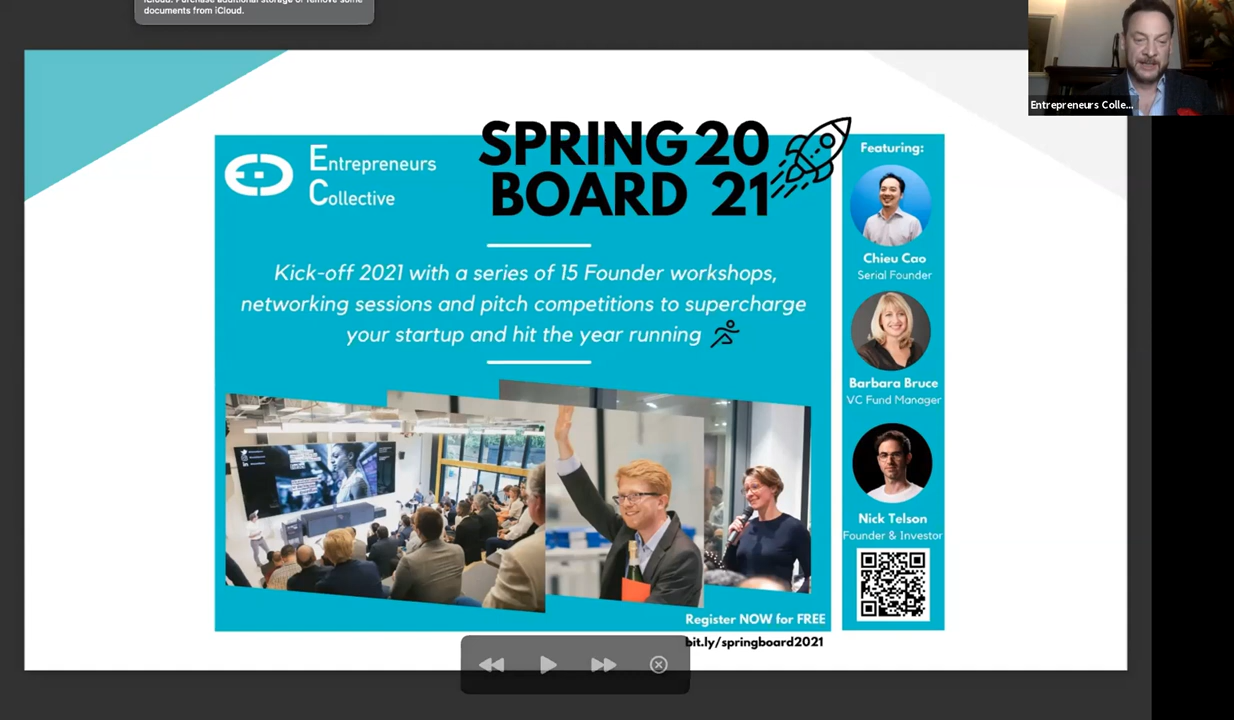 iCloud. Purchase additional storage or remove some
documents from iCloud.
Entrepreneurs Colle...
Entrepreneurs
Collective
SPRING 20
BOARD 21
Kick-off 2021 with a series of 15 Founder workshops,
networking sessions and pitch competitions to supercharge
your startup and hit the year running
Featuring:
Chieu Cao
Serial Founder
Barbara Bruce
VC Fund Manager
Nick Telson
Founder & Investor
Register NOW for FREE
bit.ly/springboard2021